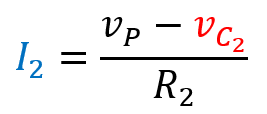 I₂ = (v_P − v_C₂) / R₂